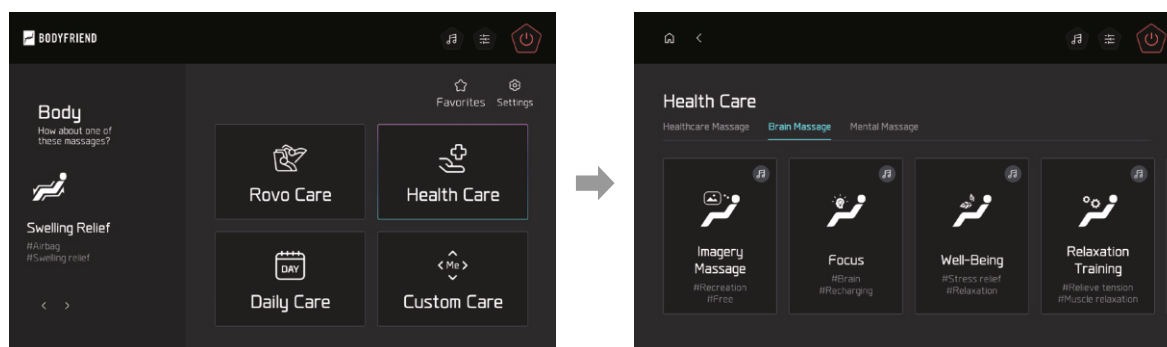 BODYFRIEND
Favorites Settings
Body
How about one of
these massages?
Swelling Relief
#Airbag
#Swelling relief
Rovo Care
Health Care
DAY
Daily Care
< Me >
Custom Care
Health Care
Healthcare Massage Brain Massage Mental Massage
Imagery
Massage
#Recreation
#Free
Focus
#Brain
#Recharging
Well-Being
#Stress relief
#Relaxation
Relaxation
Training
#Relieve tension
#Muscle relaxation